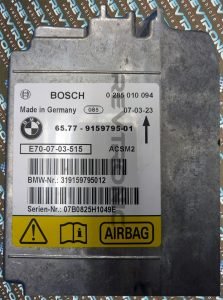 BOSCH 0 285 010 094
Made in Germany 085 07-03-23
65.77 - 9159795-01
E70-07-03-515 ACSM2
BMW-Nr.: 319159795012
Serien-Nr.: 07B0825H1049E
AIRBAG